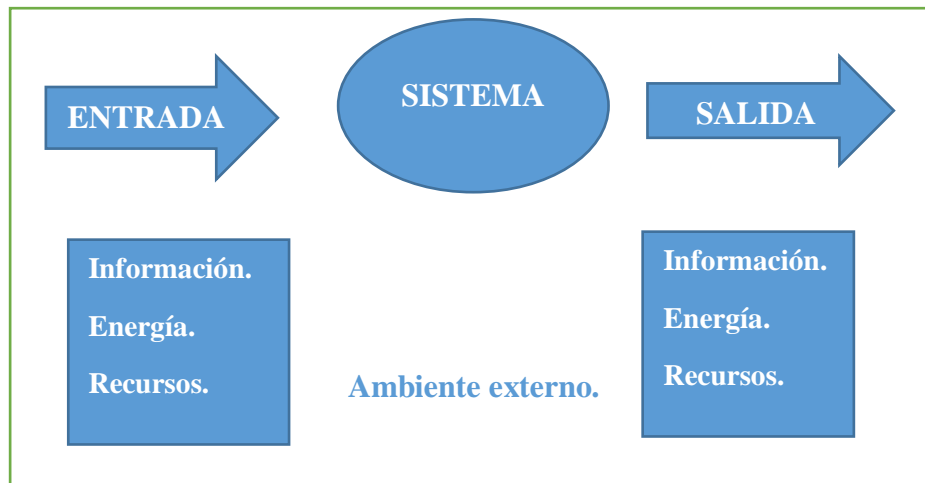 ENTRADA
SISTEMA
SALIDA
Información.
Energía.
Recursos.
Ambiente externo.
Información.
Energía.
Recursos.